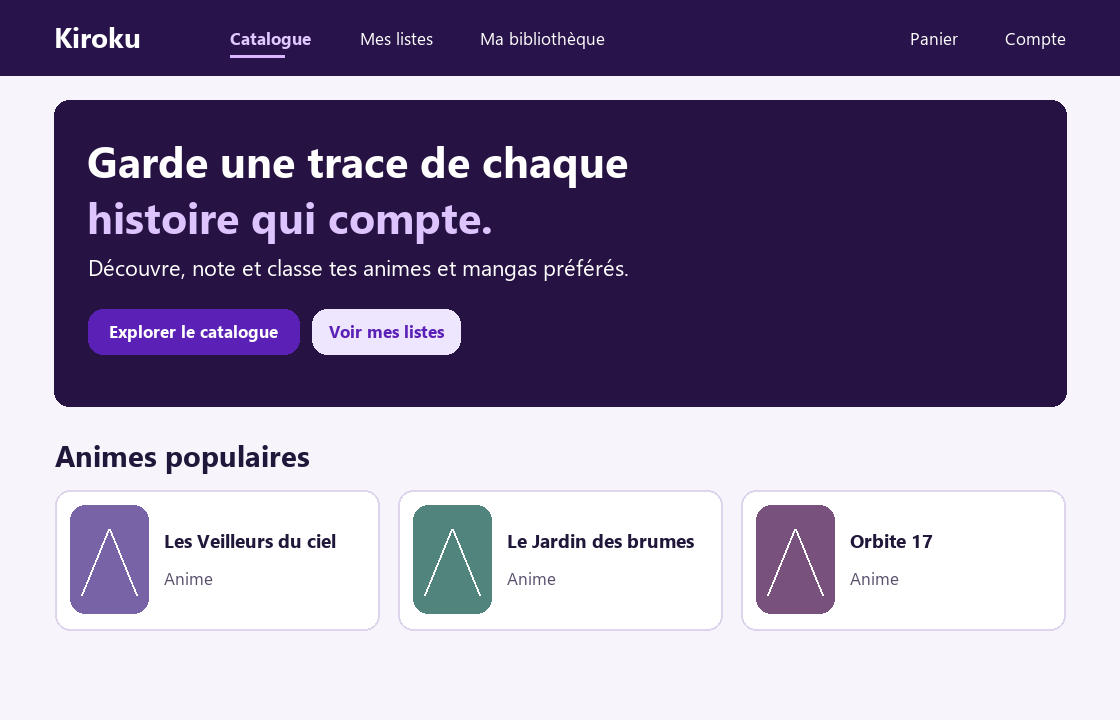 Kiroku
Catalogue
Mes listes
Ma bibliothèque
Panier
Compte
Garde une trace de chaque
histoire qui compte.
Découvre, note et classe tes animes et mangas préférés.
Explorer le catalogue
Voir mes listes
Animes populaires
Les Veilleurs du ciel
Anime
Le Jardin des brumes
Anime
Orbite 17
Anime